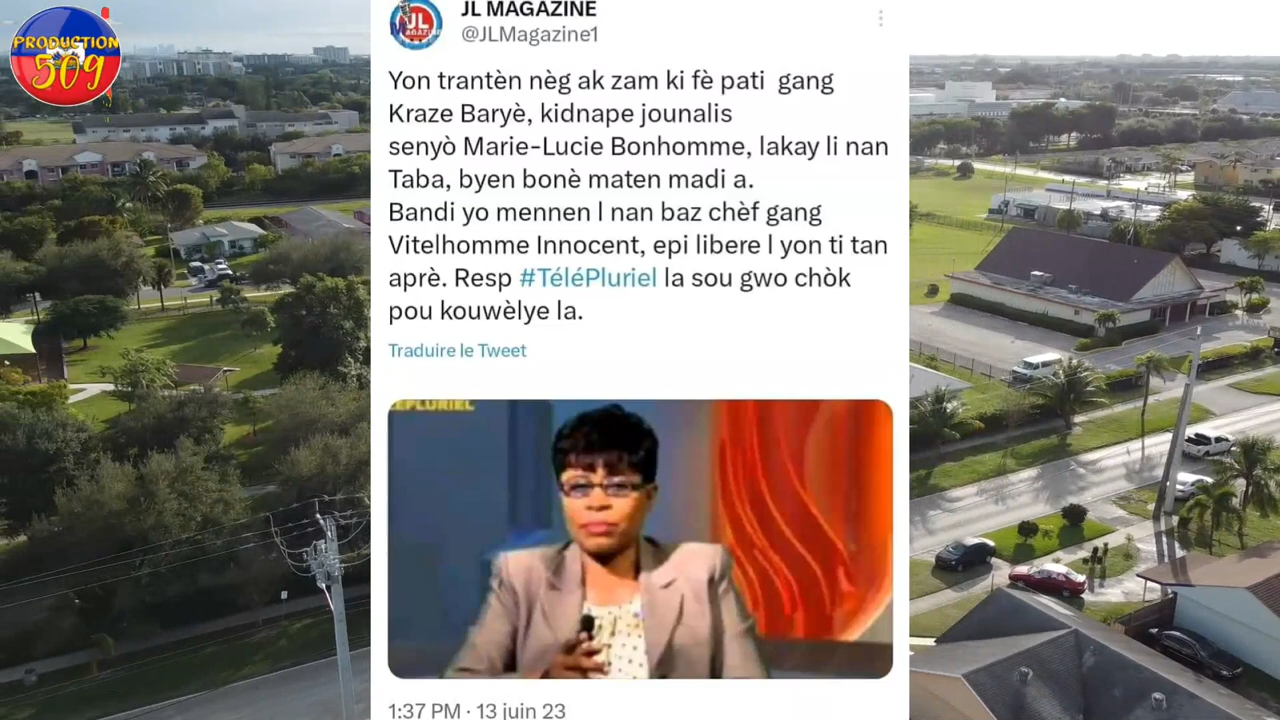 PRODUCTION
509
JL MAGAZINE
@JLMagazine1
Yon trantèn nèg ak zam ki fè pati gang
Kraze Baryè, kidnape jounalis
senyò Marie-Lucie Bonhomme, lakay li nan
Taba, byen bonè maten madi a.
Bandi yo mennen l nan baz chèf gang
Vitelhomme Innocent, epi libere l yon ti tan
aprè. Resp #TéléPluriel la sou gwo chòk
pou kouwèlye la.
Traduire le Tweet
EPLURIEL
1:37 PM · 13 juin 23